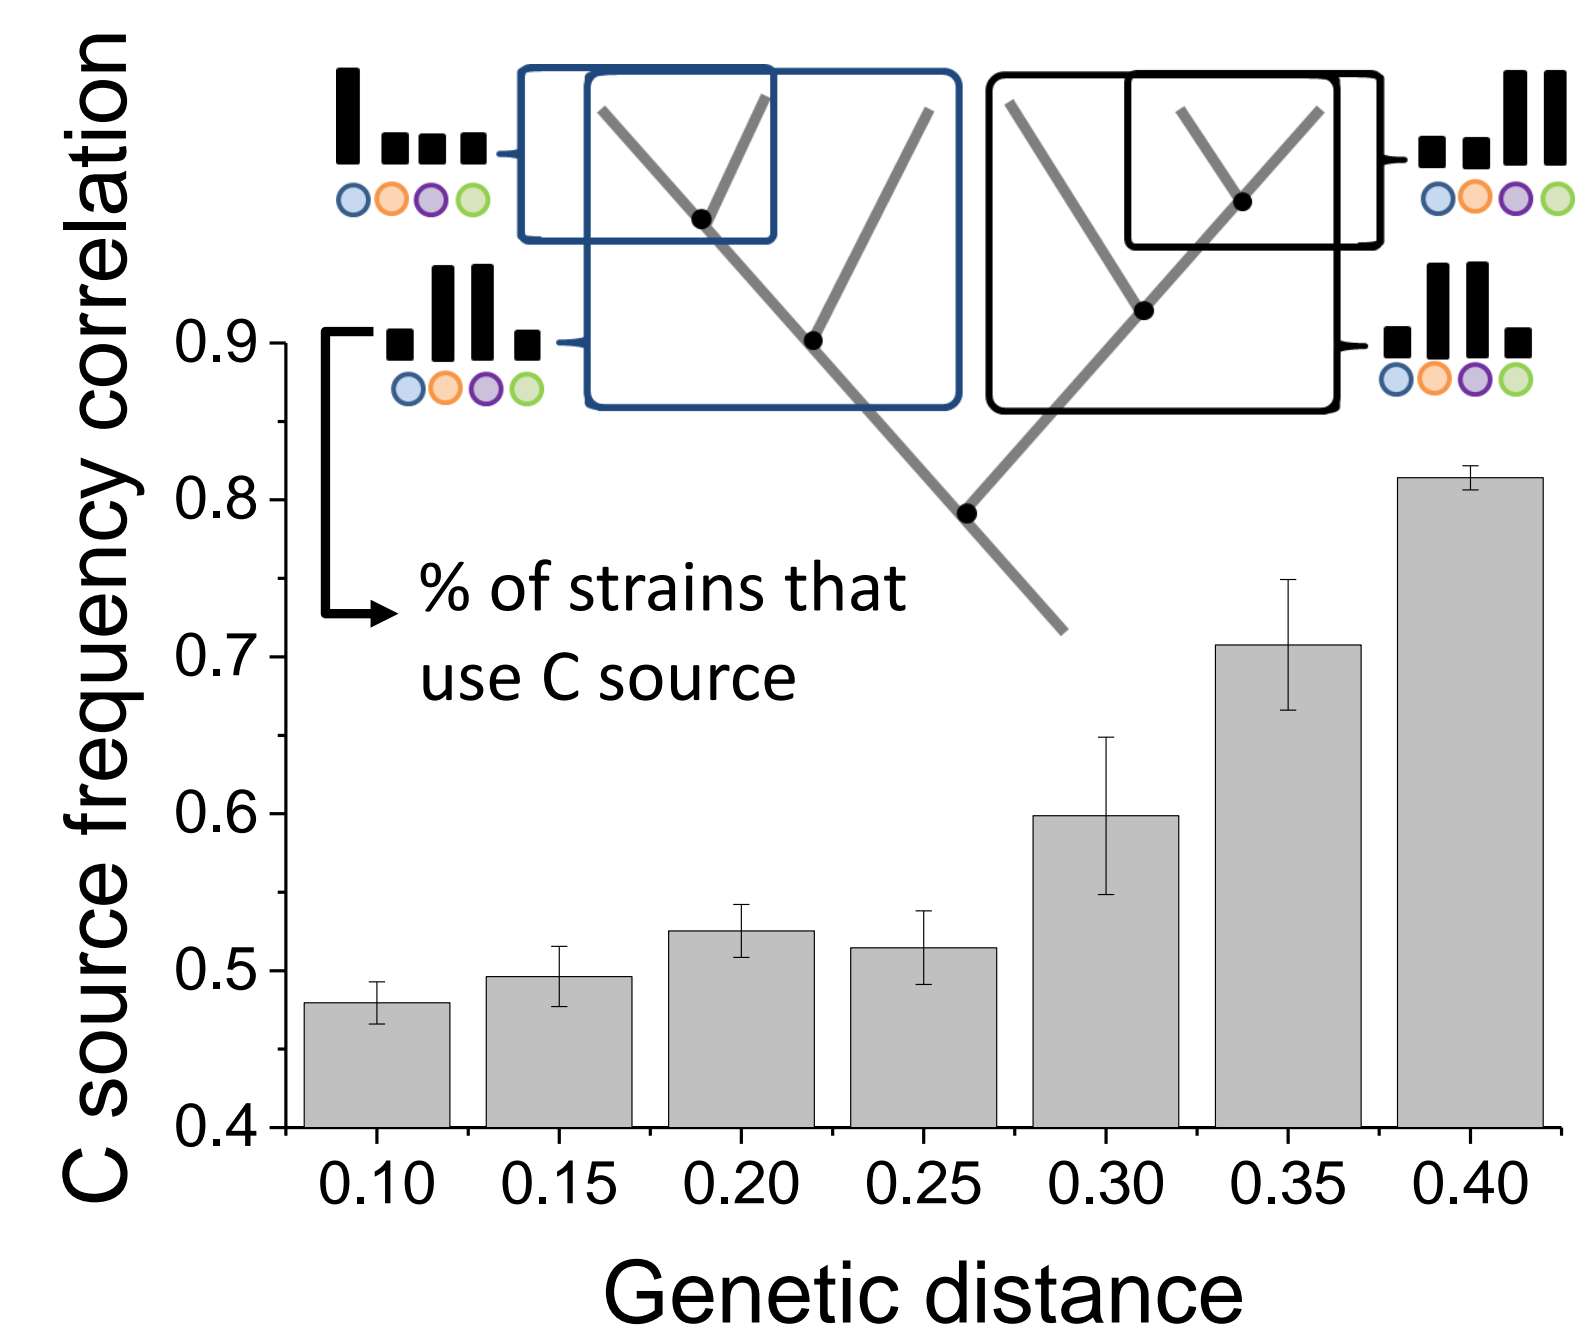 C source frequency correlation
0.9
0.8
0.7
0.6
0.5
0.4
% of strains that
use C source
0.10 0.15 0.20 0.25 0.30 0.35 0.40
Genetic distance